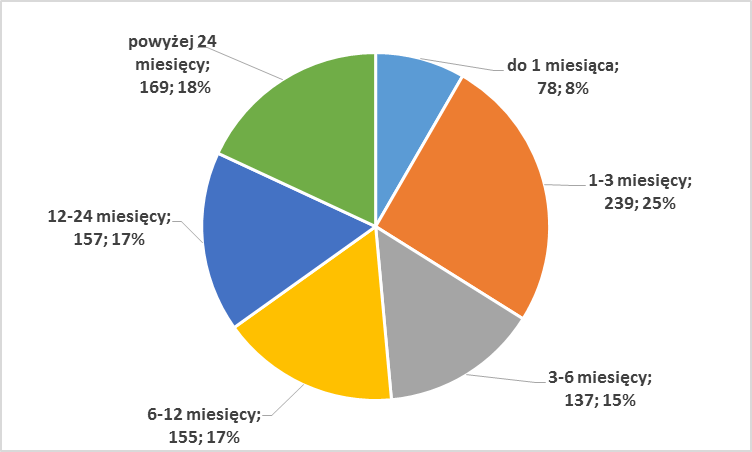 powyżej 24
miesięcy;
169; 18%
do 1 miesiąca;
78; 8%
1-3 miesięcy;
239; 25%
12-24 miesięcy;
157; 17%
3-6 miesięcy;
137; 15%
6-12 miesięcy;
155; 17%